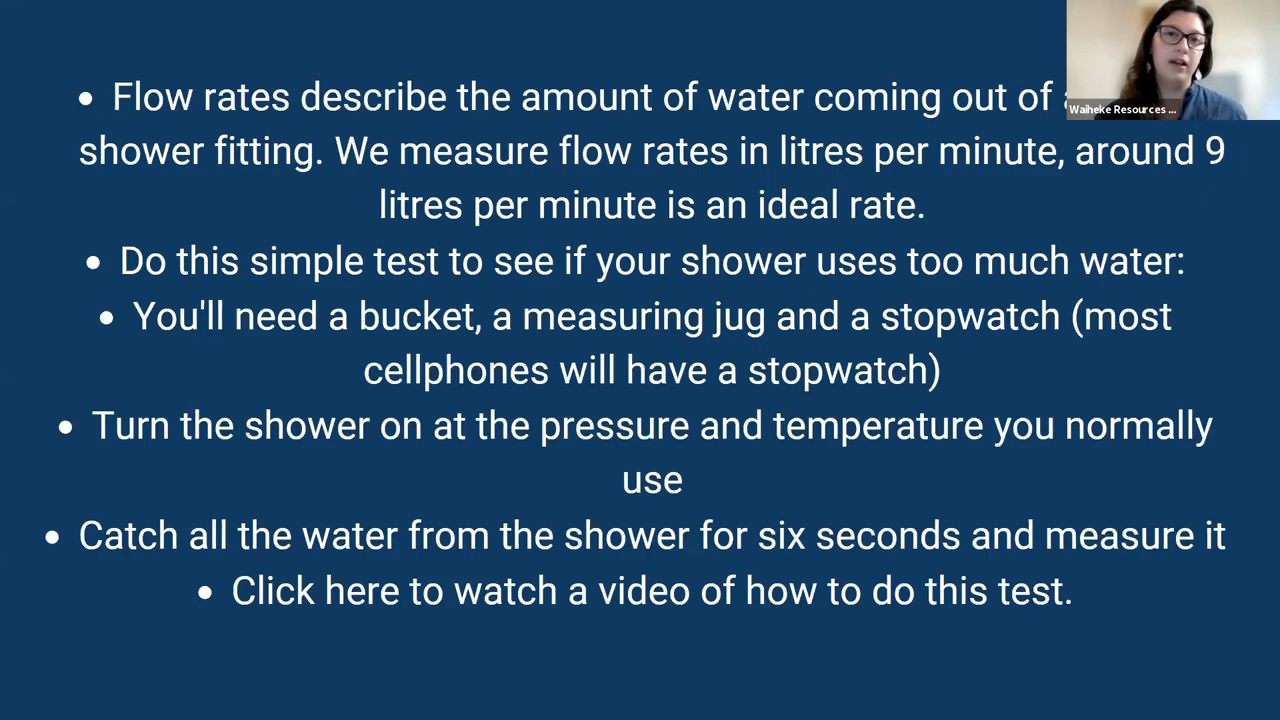 • Flow rates describe the amount of water coming out of
shower fitting. We measure flow rates in litres per minute, around 9
litres per minute is an ideal rate.
• Do this simple test to see if your shower uses too much water:
• You'll need a bucket, a measuring jug and a stopwatch (most
cellphones will have a stopwatch)
• Turn the shower on at the pressure and temperature you normally
use
• Catch all the water from the shower for six seconds and measure it
• Click here to watch a video of how to do this test.
Waiheke Resources ...